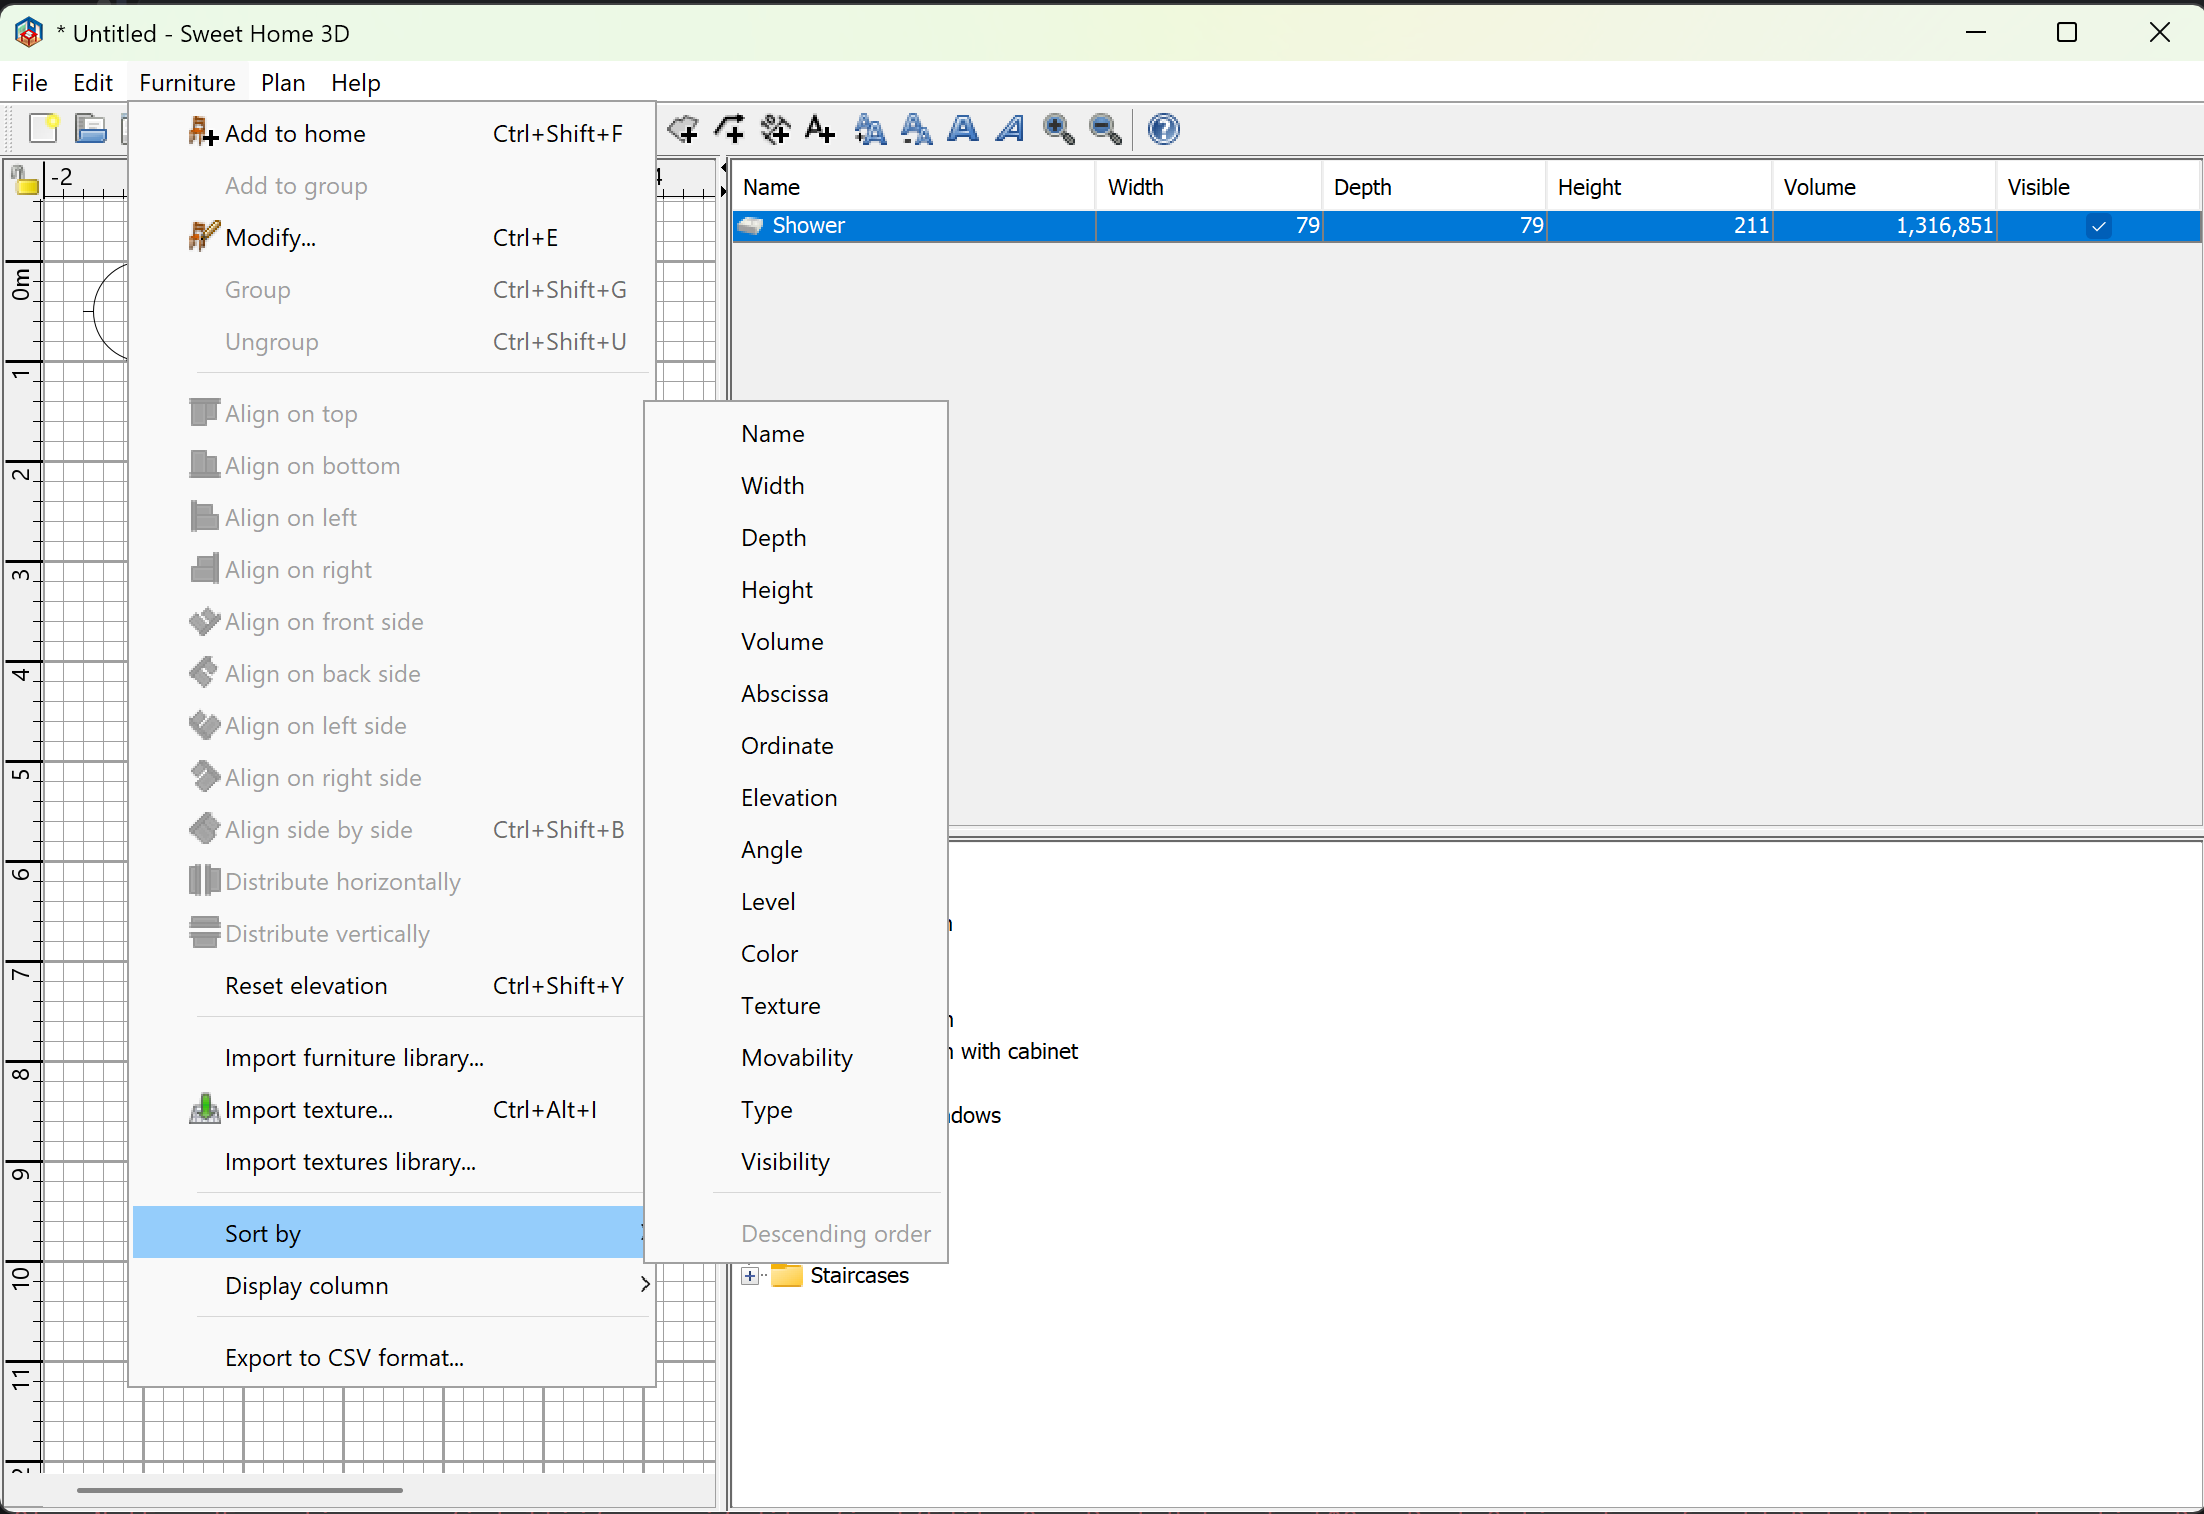 * Untitled - Sweet Home 3D
File Edit Furniture Plan Help
-2
Name Width Depth Height Volume Visible
Shower 79 79 211 1,316,851
Add to home Ctrl+Shift+F
Add to group
Modify... Ctrl+E
Group Ctrl+Shift+G
Ungroup Ctrl+Shift+U
Align on top
Align on bottom
Align on left
Align on right
Align on front side
Align on back side
Align on left side
Align on right side
Align side by side Ctrl+Shift+B
Distribute horizontally
Distribute vertically
Reset elevation Ctrl+Shift+Y
Import furniture library...
Import texture... Ctrl+Alt+I
Import textures library...
Sort by
Display column
Export to CSV format...
Name
Width
Depth
Height
Volume
Abscissa
Ordinate
Elevation
Angle
Level
Color
Texture
Movability
Type
Visibility
Descending order
with cabinet
Staircases
0m
1
2
3
4
5
6
7
8
9
10
11